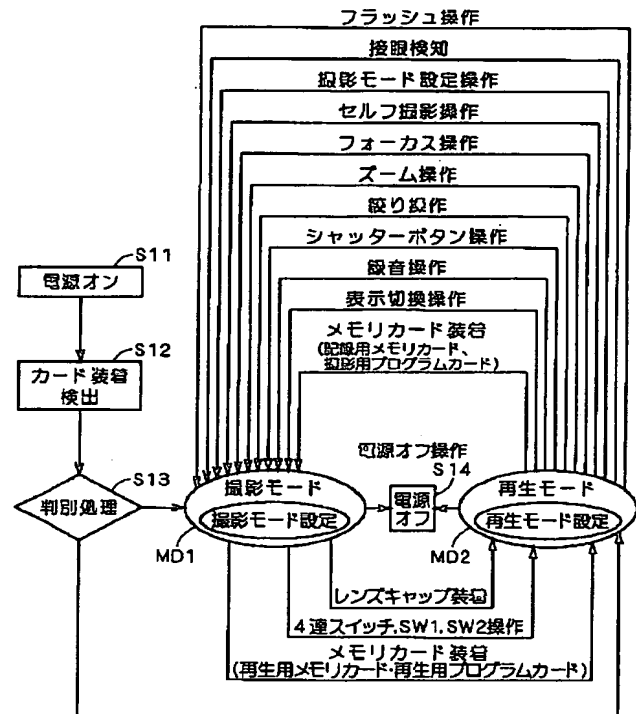 フラッシュ操作
接眼検知
撮影モード設定操作
セルフ撮影操作
フォーカス操作
ズーム操作
絞り操作
シャッターボタン操作
録音操作
表示切換操作
メモリカード装着
(記録用メモリカード、
撮影用プログラムカード)
S11
電源オン
S12
カード装着
検出
S13
判別処理
撮影モード
撮影モード設定
MD1
電源オフ操作
S14
電源
オフ
再生モード
再生モード設定
MD2
レンズキャップ装着
4連スイッチ,SW1,SW2操作
メモリカード装着
(再生用メモリカード・再生用プログラムカード)